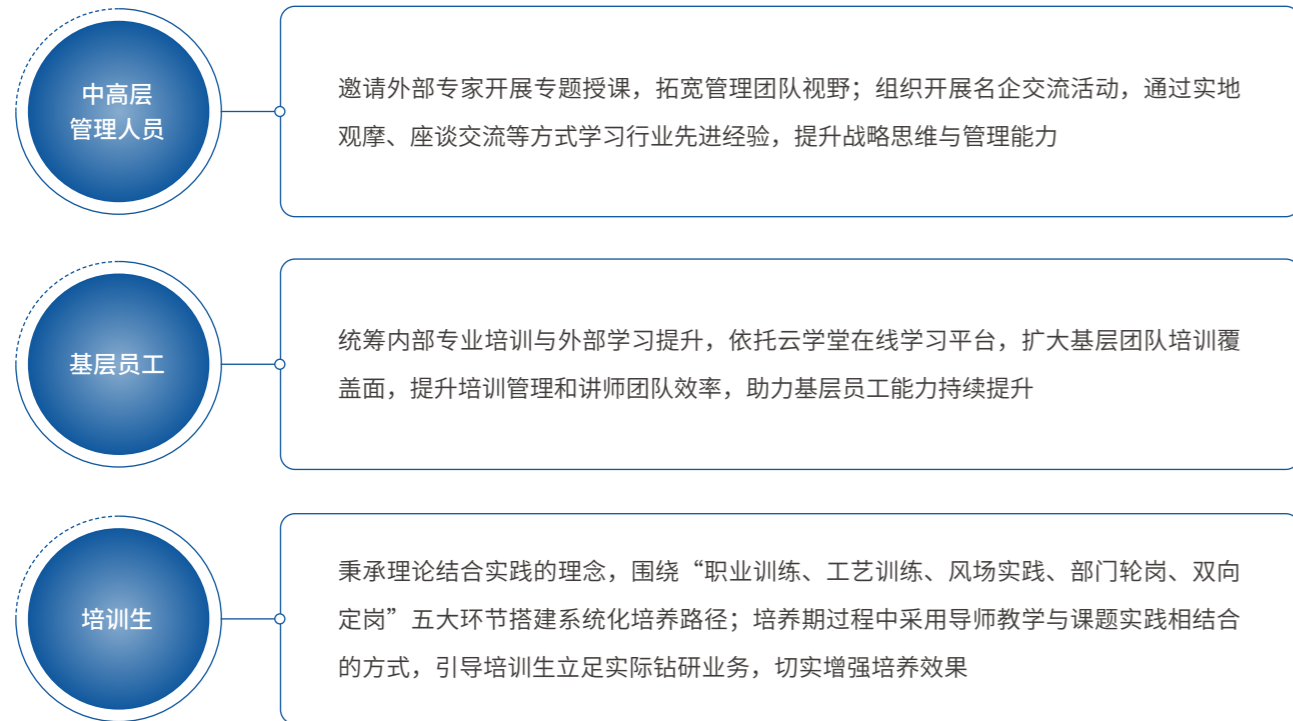 中高层
管理人员
邀请外部专家开展专题授课，拓宽管理团队视野；组织开展名企交流活动，通过实地
观摩、座谈交流等方式学习行业先进经验，提升战略思维与管理能力
基层员工
统筹内部专业培训与外部学习提升，依托云学堂在线学习平台，扩大基层团队培训覆
盖面，提升培训管理和讲师团队效率，助力基层员工能力持续提升
培训生
秉承理论结合实践的理念，围绕“职业训练、工艺训练、风场实践、部门轮岗、双向
定岗”五大环节搭建系统化培养路径；培养期过程中采用导师教学与课题实践相结合
的方式，引导培训生立足实际钻研业务，切实增强培养效果